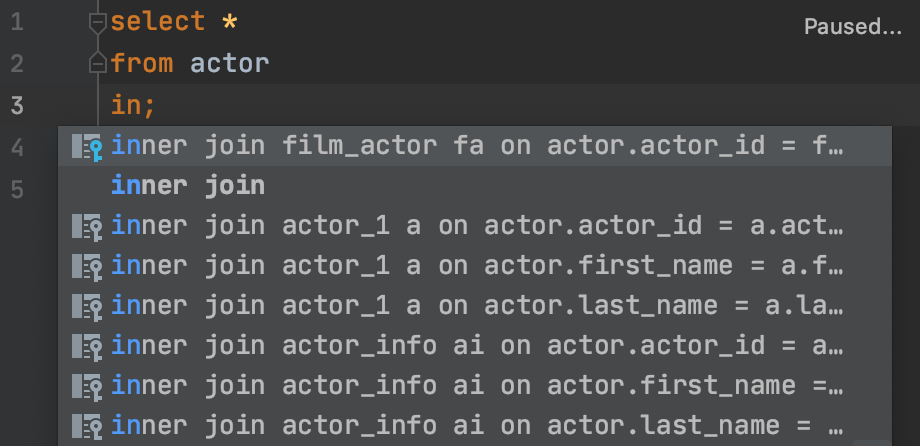 1 select *
Paused...
2 from actor
3 in;
4 inner join film_actor fa on actor.actor_id = f…
inner join
5 inner join actor_1 a on actor.actor_id = a.act…
inner join actor_1 a on actor.first_name = a.f…
inner join actor_1 a on actor.last_name = a.la…
inner join actor_info ai on actor.actor_id = a…
inner join actor_info ai on actor.first_name =…
inner join actor_info ai on actor.last_name = …